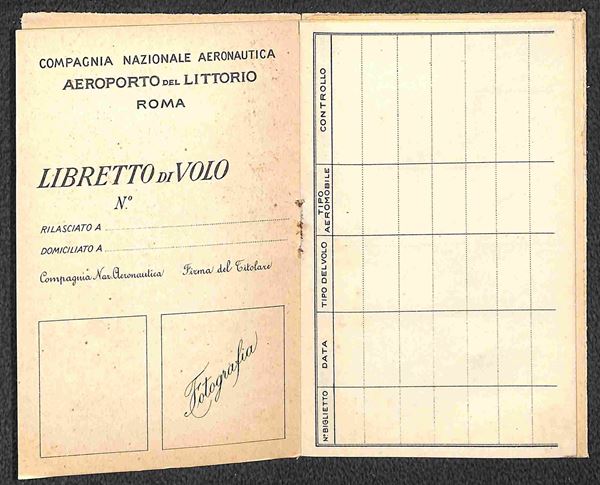 COMPAGNIA NAZIONALE AERONAUTICA
AEROPORTO DEL LITTORIO
ROMA
LIBRETTO DI VOLO
N.°
RILASCIATO A
DOMICILIATO A
Compagnia Naz. Aeronautica Firma del Titolare
Fotografia
CONTROLLO
TIPO AEROMOBILE
TIPO DEL VOLO
DATA
No BIGLIETTO